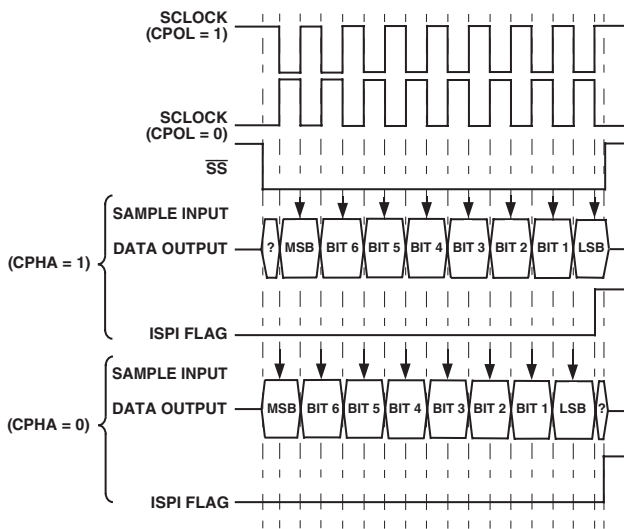 SCLOCK
(CPOL = 1)
SCLOCK
(CPOL = 0)
SS
SAMPLE INPUT
DATA OUTPUT
? MSB BIT 6 BIT 5 BIT 4 BIT 3 BIT 2 BIT 1 LSB
(CPHA = 1)
ISPI FLAG
SAMPLE INPUT
DATA OUTPUT
MSB BIT 6 BIT 5 BIT 4 BIT 3 BIT 2 BIT 1 LSB ?
(CPHA = 0)
ISPI FLAG